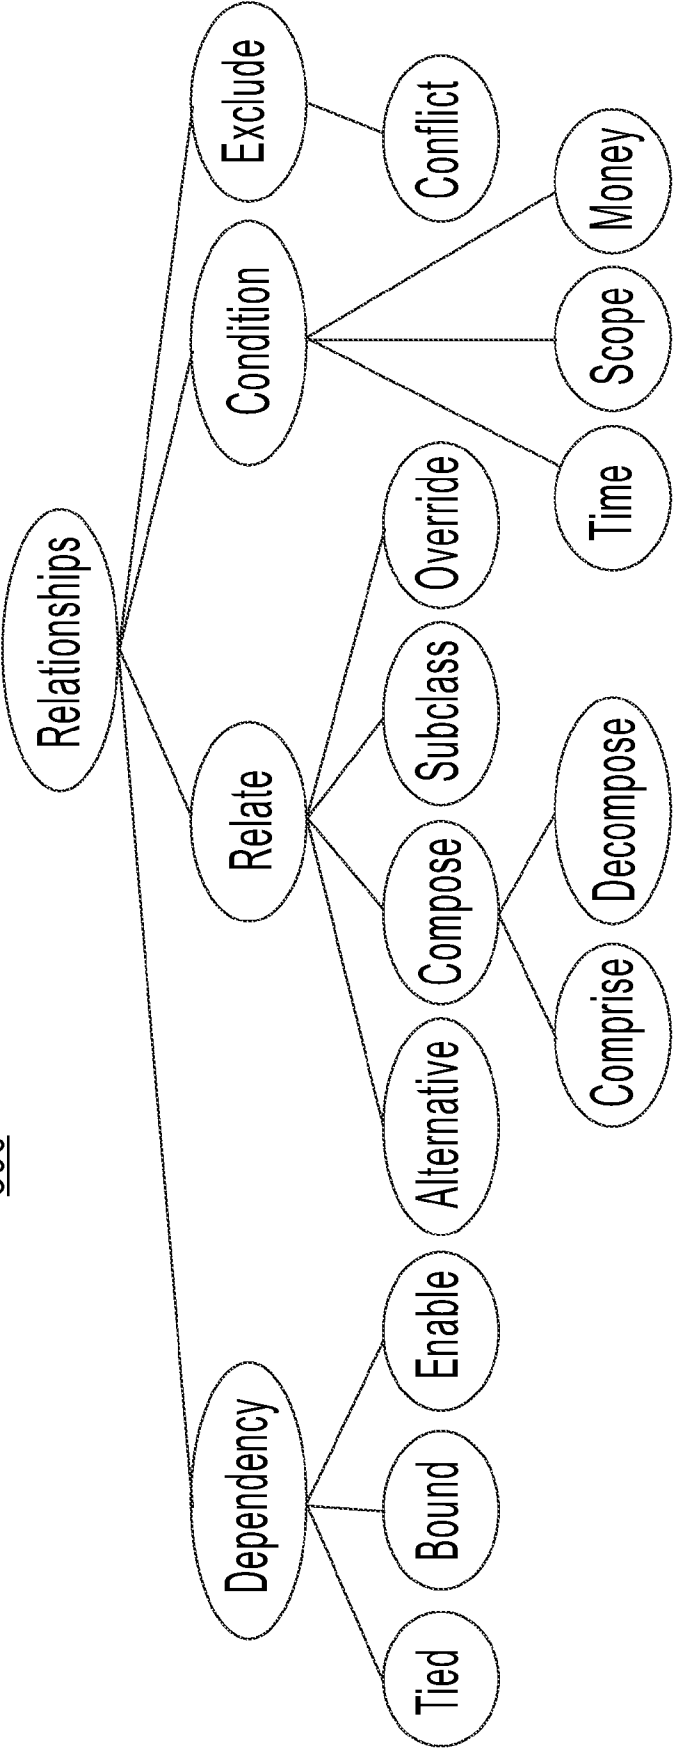 Relationships
Dependency
Relate
Condition
Exclude
Tied
Bound
Enable
Alternative
Compose
Subclass
Override
Conflict
Comprise
Decompose
Time
Scope
Money